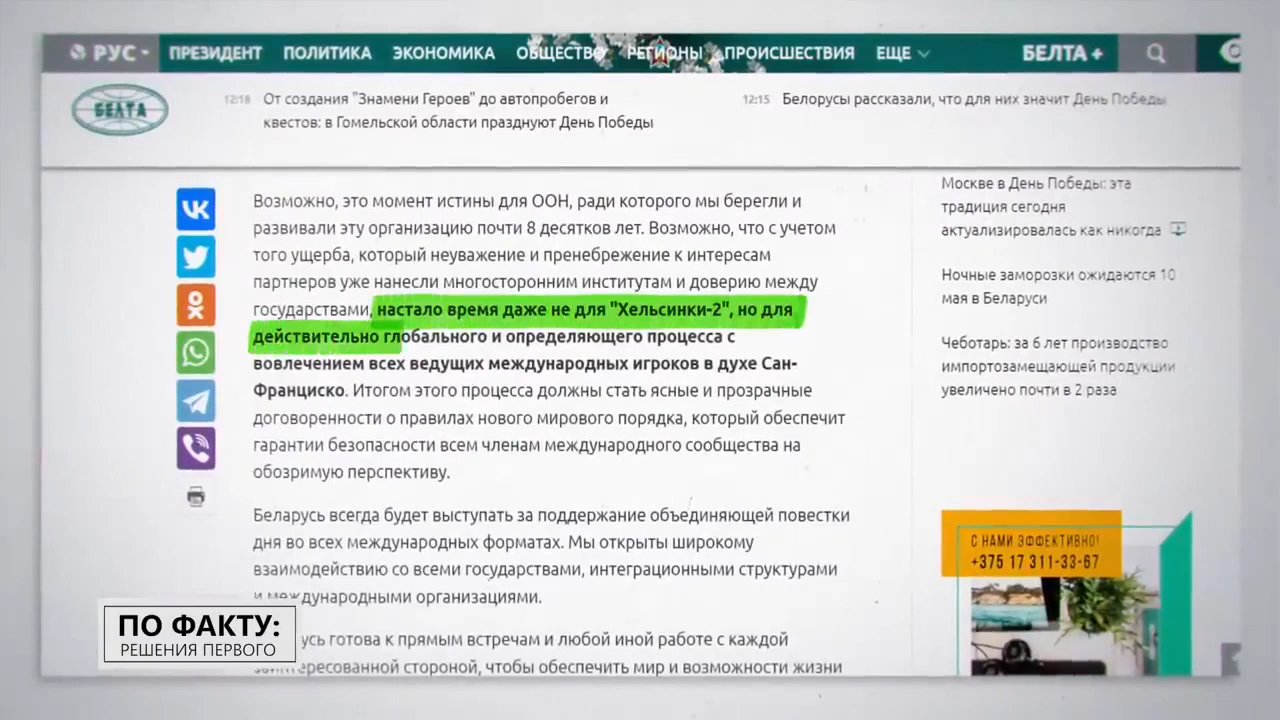 РУС
ПРЕЗИДЕНТ ПОЛИТИКА ЭКОНОМИКА ОБЩЕСТВО РЕГИОНЫ ПРОИСШЕСТВИЯ ЕЩЕ
БЕЛТА +
БЕЛТА
12:18 От создания "Знамени Героев" до автопробегов и
квестов: в Гомельской области празднуют День Победы
12:15 Белорусы рассказали, что для них значит День Победы
Возможно, это момент истины для ООН, ради которого мы берегли и
развивали эту организацию почти 8 десятков лет. Возможно, что с учетом
того ущерба, который неуважение и пренебрежение к интересам
партнеров уже нанесли многосторонним институтам и доверию между
государствами, настало время даже не для "Хельсинки-2", но для
действительно глобального и определяющего процесса с
вовлечением всех ведущих международных игроков в духе Сан-
Франциско. Итогом этого процесса должны стать ясные и прозрачные
договоренности о правилах нового мирового порядка, который обеспечит
гарантии безопасности всем членам международного сообщества на
обозримую перспективу.
Беларусь всегда будет выступать за поддержание объединяющей повестки
дня во всех международных форматах. Мы открыты широкому
взаимодействию со всеми государствами, интеграционными структурами
и международными организациями.
усь готова к прямым встречам и любой иной работе с каждой
заинтересованной стороной, чтобы обеспечить мир и возможности жизни
Москве в День Победы: эта
традиция сегодня
актуализировалась как никогда
Ночные заморозки ожидаются 10
мая в Беларуси
Чеботарь: за 6 лет производство
импортозамещающей продукции
увеличено почти в 2 раза
С НАМИ ЭФФЕКТИВНО!
+375 17 311-33-67
ПО ФАКТУ:
РЕШЕНИЯ ПЕРВОГО